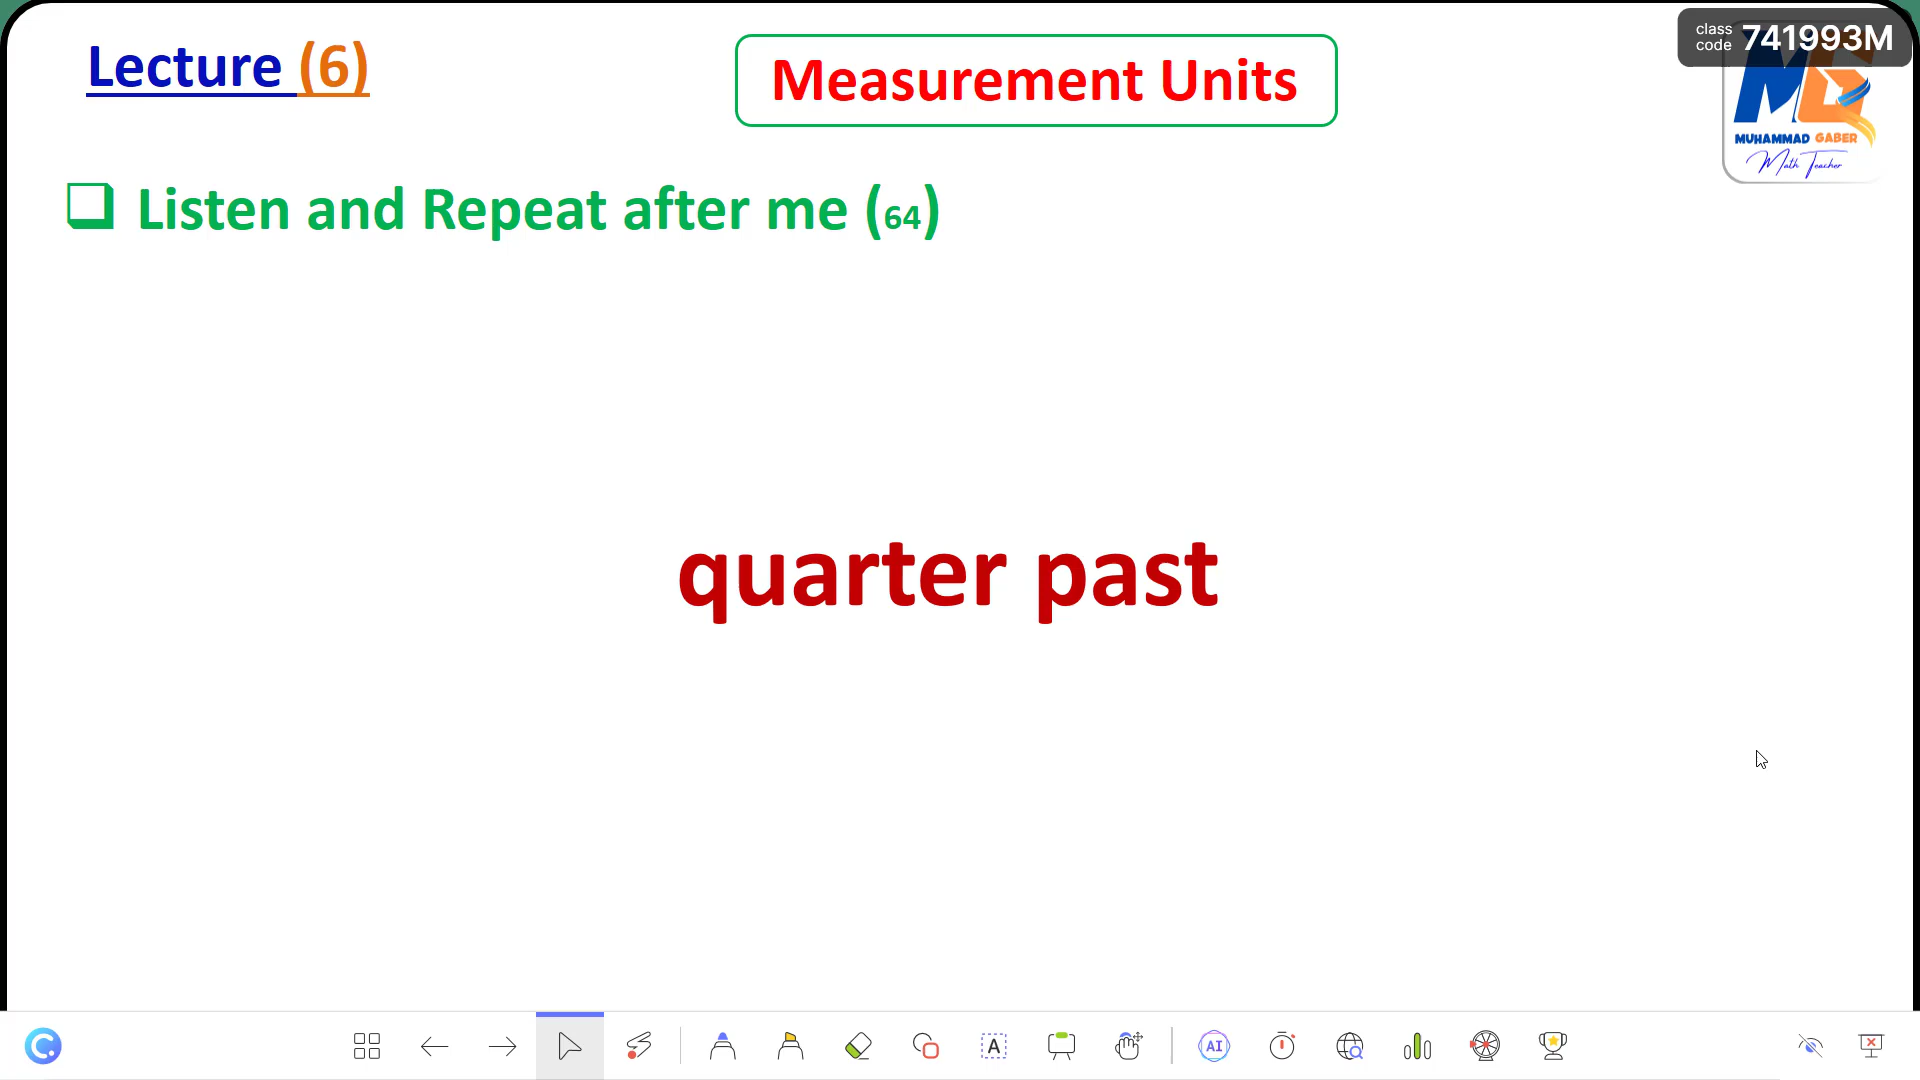 Lecture (6)
Measurement Units
class code 741993M
MUHAMMAD GABER
Math Teacher
Listen and Repeat after me (64)
quarter past
A
AI